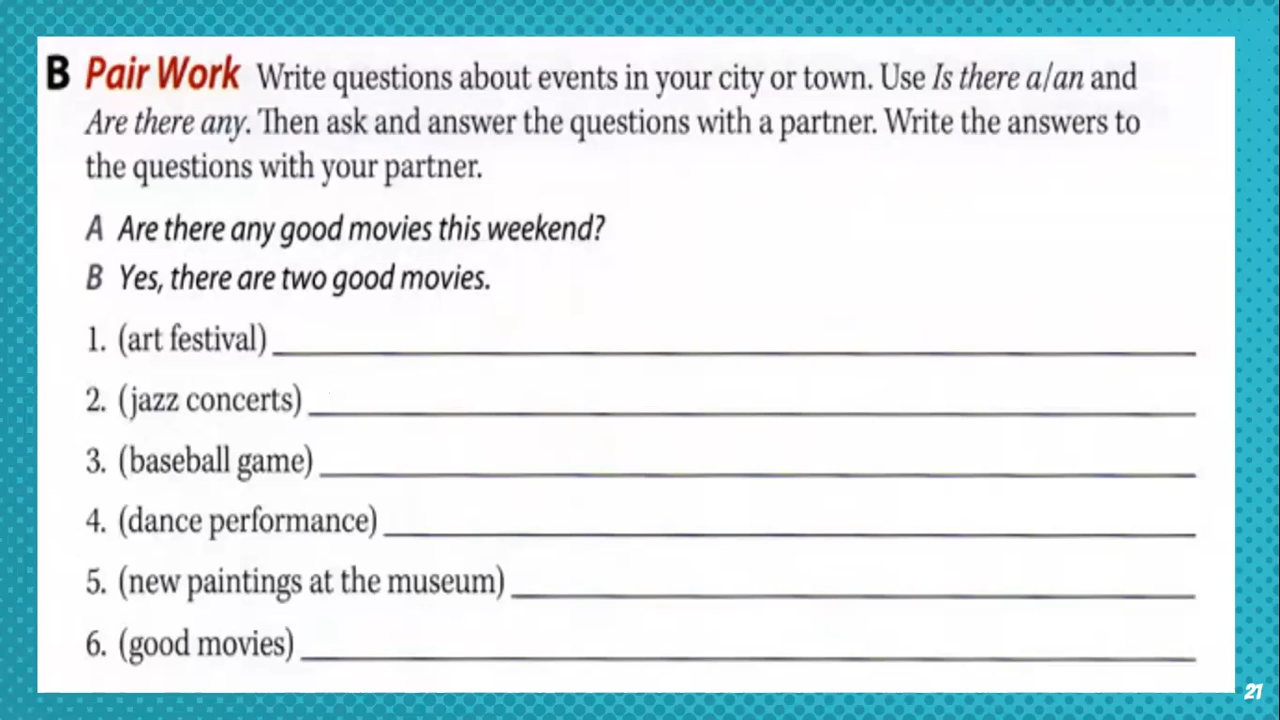 B Pair Work Write questions about events in your city or town. Use Is there a/an and
Are there any. Then ask and answer the questions with a partner. Write the answers to
the questions with your partner.
A Are there any good movies this weekend?
B Yes, there are two good movies.
1. (art festival)
2. (jazz concerts)
3. (baseball game)
4. (dance performance)
5. (new paintings at the museum)
6. (good movies)
21